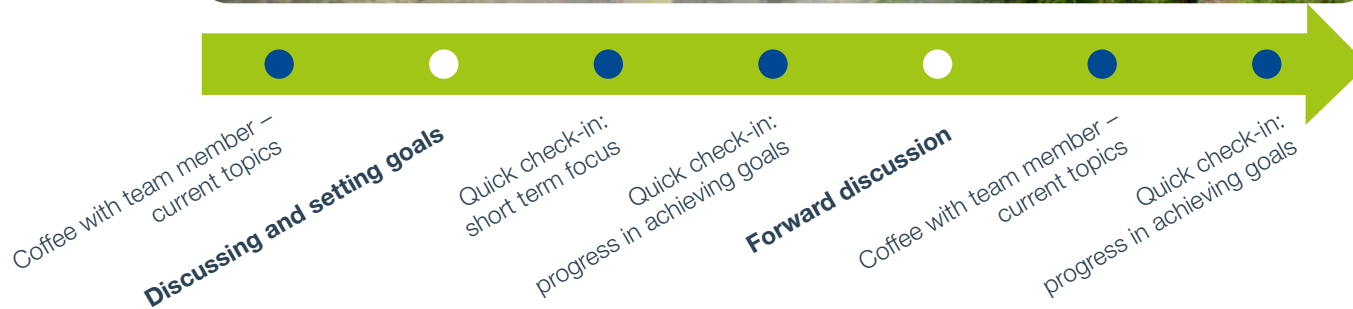 Coffee with team member –
current topics
Discussing and setting goals
Quick check-in:
short term focus
Quick check-in:
progress in achieving goals
Forward discussion
Coffee with team member –
current topics
Quick check-in:
progress in achieving goals